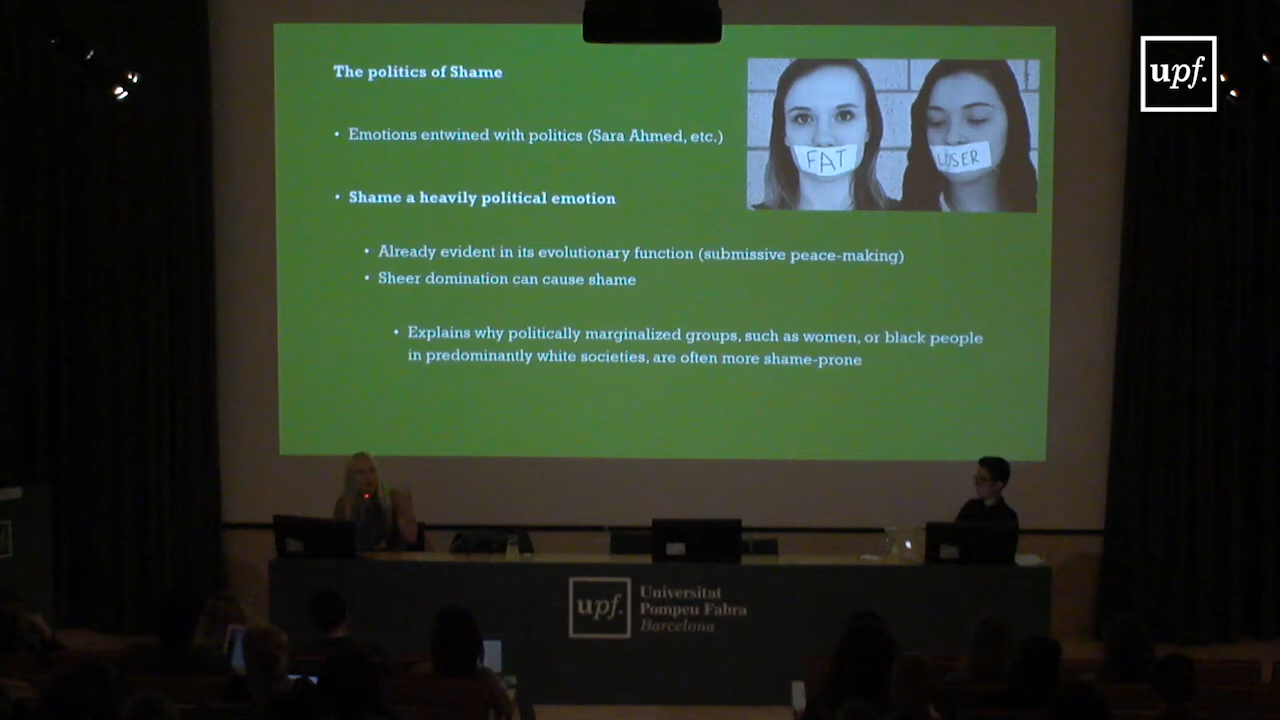 upf.
The politics of Shame
• Emotions entwined with politics (Sara Ahmed, etc.)
FAT
LOSER
• Shame a heavily political emotion
• Already evident in its evolutionary function (submissive peace-making)
• Sheer domination can cause shame
• Explains why politically marginalized groups, such as women, or black people
in predominantly white societies, are often more shame-prone
upf.
Universitat
Pompeu Fabra
Barcelona